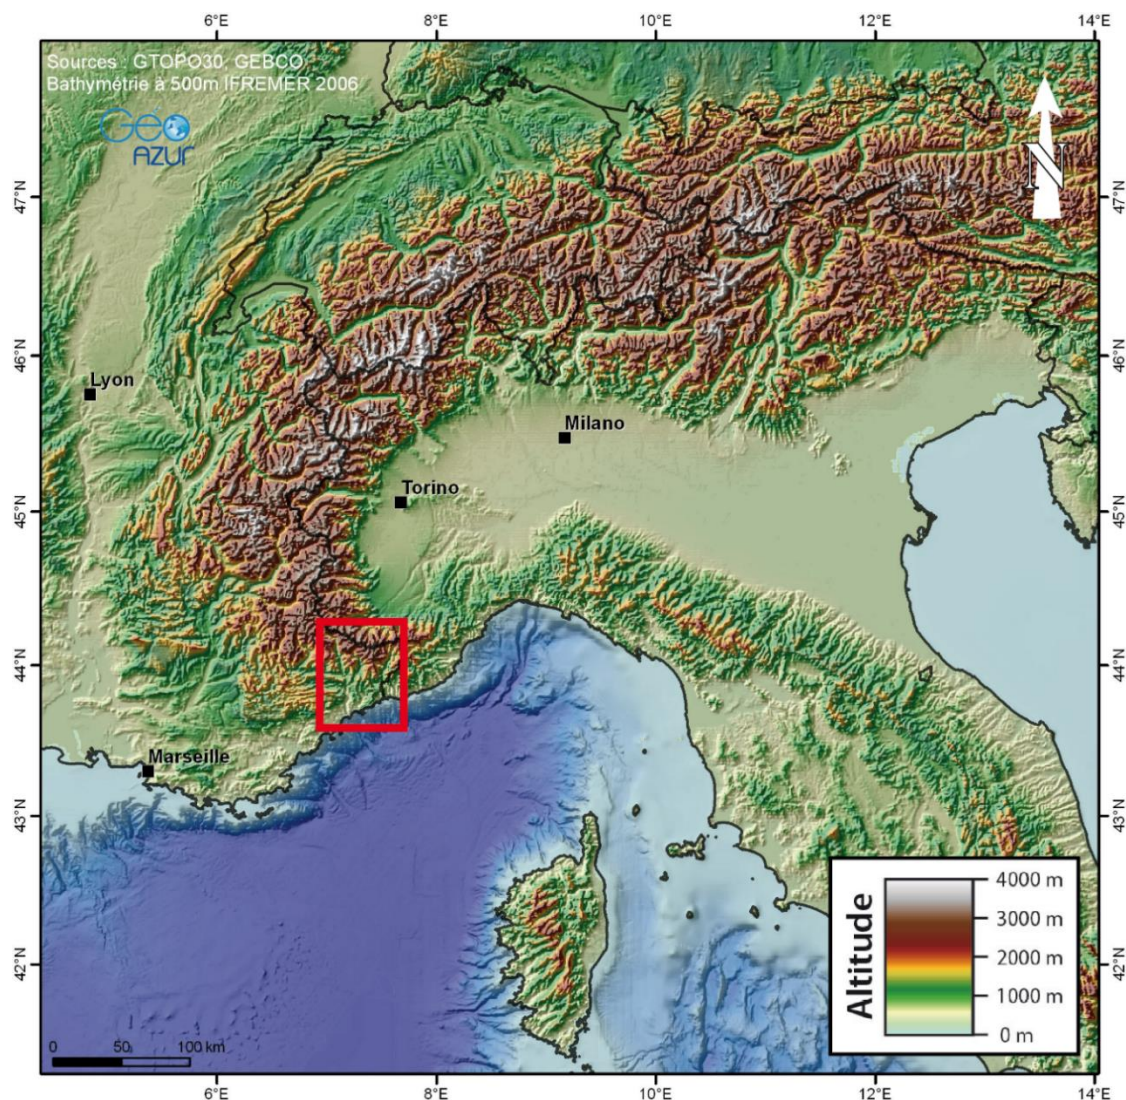 6°E 8°E 10°E 12°E 14°E
Sources : GTOPO30, GEBCO
Bathymétrie à 500m IFREMER 2006
Geo
AZUR
N
47°N 47°N
46°N 46°N
Lyon
Milano
Torino
45°N 45°N
44°N 44°N
Marseille
43°N 43°N
Altitude
4000 m
3000 m
2000 m
1000 m
0 m
42°N 42°N
0 50 100 km
6°E 8°E 10°E 12°E 14°E